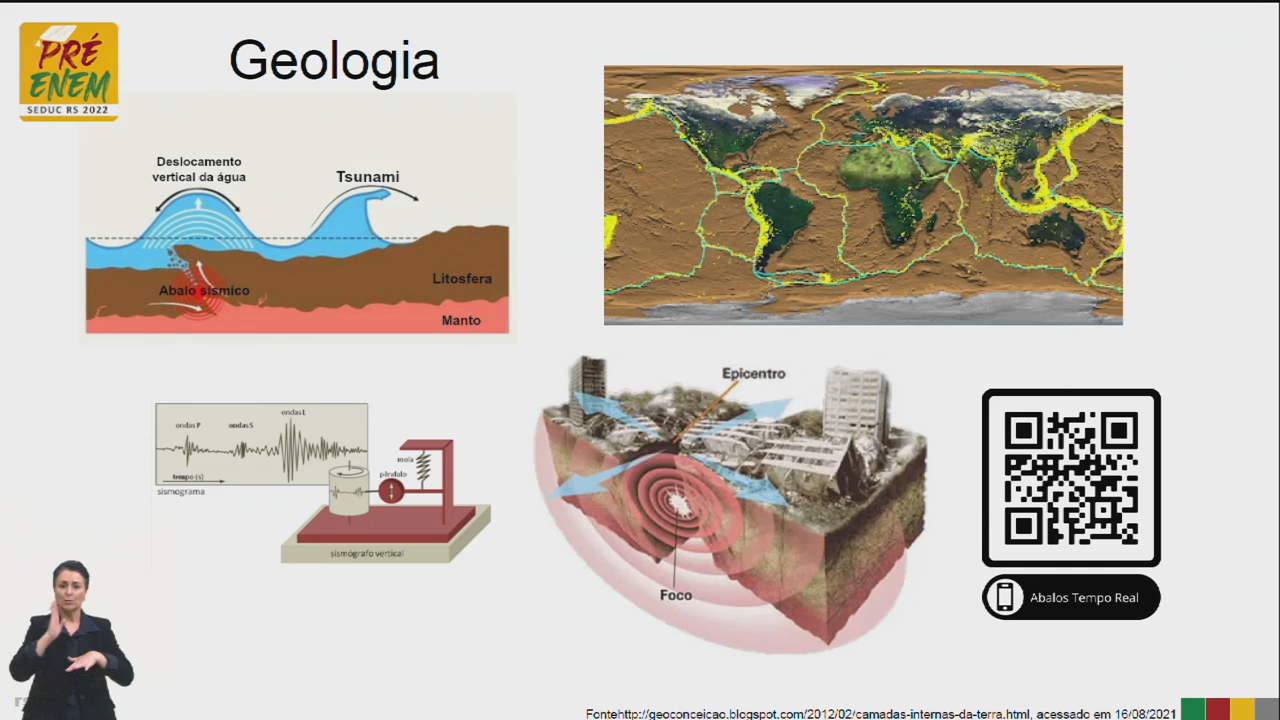 PRÉ
ENEM
SEDUC RS 2022
Geologia
Deslocamento
vertical da água
Tsunami
Litosfera
Abalo sísmico
Manto
ondas L
ondas P
ondas S
tempo (s)
sismograma
mola
pêndulo
sismógrafo vertical
Epicentro
Foco
Abalos Tempo Real
Fontehttp://geoconceicao.blogspot.com/2012/02/camadas-internas-da-terra.html, acessado em 16/08/2021